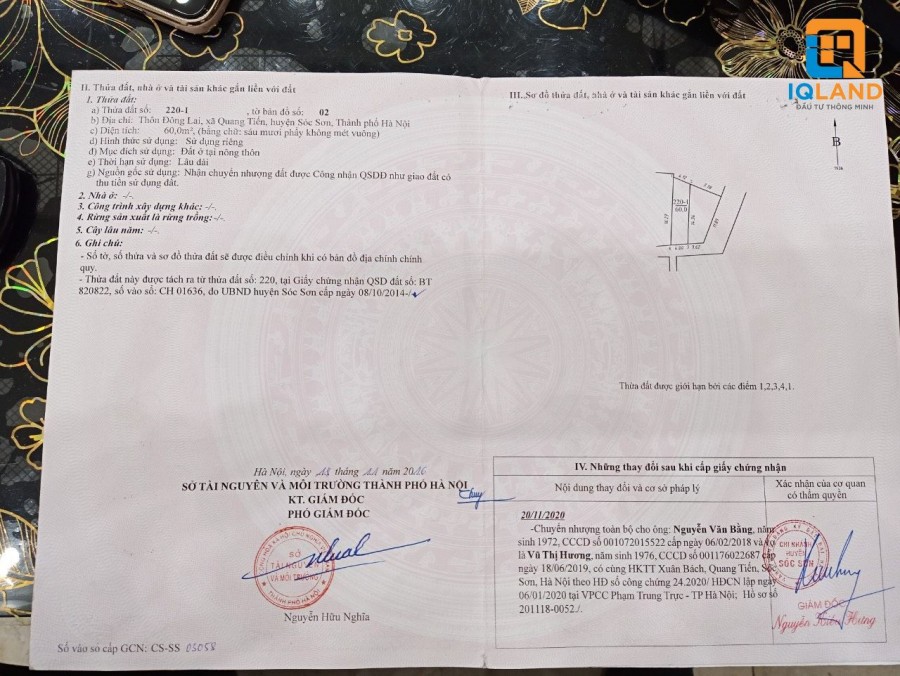 IQLAND
ĐẦU TƯ THÔNG MINH
II. Thửa đất, nhà ở và tài sản khác gắn liền với đất
1. Thửa đất:
a) Thửa đất số: 220-1 , tờ bản đồ số: 02
b) Địa chỉ: Thôn Đông Lai, xã Quang Tiến, huyện Sóc Sơn, Thành phố Hà Nội
c) Diện tích: 60,0m², (bằng chữ: sáu mươi phẩy không mét vuông)
d) Hình thức sử dụng: Sử dụng riêng
đ) Mục đích sử dụng: Đất ở tại nông thôn
e) Thời hạn sử dụng: Lâu dài
g) Nguồn gốc sử dụng: Nhận chuyển nhượng đất được Công nhận QSDĐ như giao đất có
thu tiền sử dụng đất.
2. Nhà ở: -/-.
3. Công trình xây dựng khác: -/-.
4. Rừng sản xuất là rừng trồng: -/-.
5. Cây lâu năm: -/-.
6. Ghi chú:
- Số tờ, số thửa và sơ đồ thửa đất sẽ được điều chỉnh khi có bản đồ địa chính chính
quy.
- Thửa đất này được tách ra từ thửa đất số: 220, tại Giấy chứng nhận QSD đất số: BT
820822, số vào sổ: CH 01636, do UBND huyện Sóc Sơn cấp ngày 08/10/2014-/
Hà Nội, ngày 18 tháng 11 năm 2016
SỞ TÀI NGUYÊN VÀ MÔI TRƯỜNG THÀNH PHỐ HÀ NỘI
KT. GIÁM ĐỐC
PHÓ GIÁM ĐỐC
SỞ
TÀI NGUYÊN
VÀ MÔI TRƯỜNG
THÀNH PHỐ HÀ NỘI
Nguyễn Hữu Nghĩa
Số vào sổ cấp GCN: CS-SS 03058
III. Sơ đồ thửa đất, nhà ở và tài sản khác gắn liền với đất
B
220-1
60,0
Thửa đất được giới hạn bởi các điểm 1,2,3,4,1.
IV. Những thay đổi sau khi cấp giấy chứng nhận
Nội dung thay đổi và cơ sở pháp lý
Xác nhận của cơ quan
có thẩm quyền
20/11/2020
-Chuyển nhượng toàn bộ cho ông: Nguyễn Văn Bằng, năm
sinh 1972, CCCD số 001072015522 cấp ngày 06/02/2018 và vợ
là Vũ Thị Hương, năm sinh 1976, CCCD số 001176022687 cấp
ngày 18/06/2019, có cùng HKTT Xuân Bách, Quang Tiến, Sóc
Sơn, Hà Nội theo HĐ số công chứng 24.2020/ HĐCN lập ngày
06/01/2020 tại VPCC Phạm Trung Trực - TP Hà Nội; Hồ sơ số
201118-0052./.
CHI NHÁNH
HUYỆN
SÓC SƠN
GIÁM ĐỐC